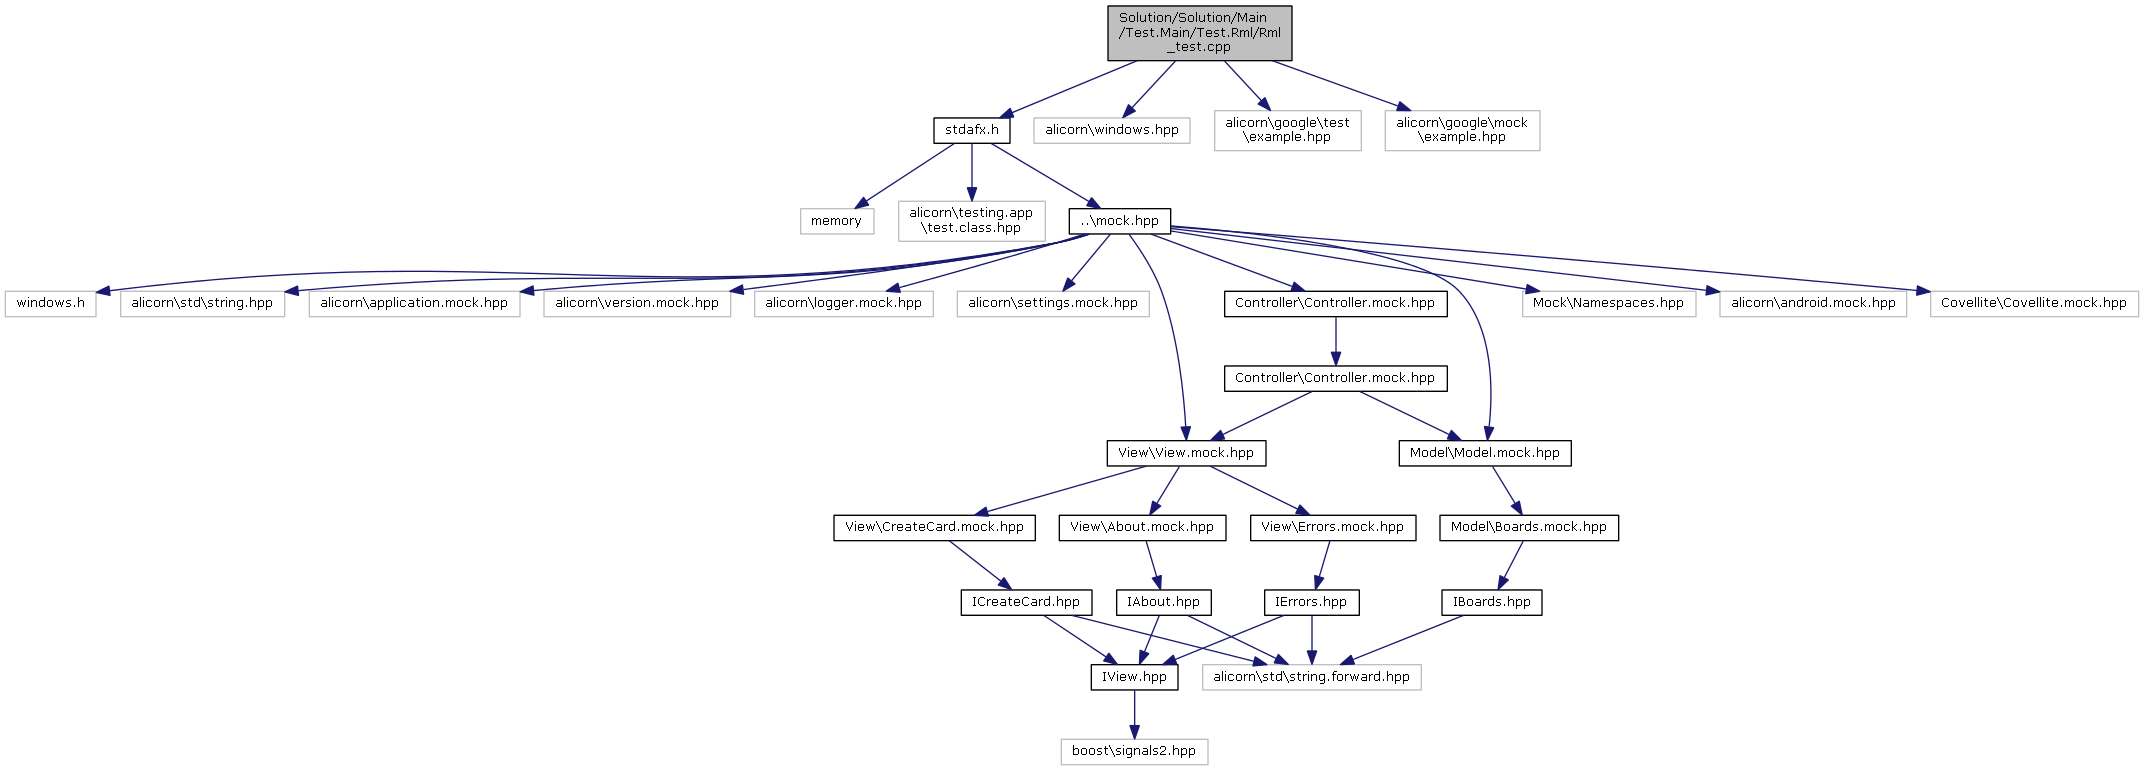 Solution/Solution/Main
/Test.Main/Test.Rml/Rml
_test.cpp
stdafx.h
alicorn\windows.hpp
alicorn\google\test
\example.hpp
alicorn\google\mock
\example.hpp
memory
alicorn\testing.app
\test.class.hpp
..\mock.hpp
windows.h
alicorn\std\string.hpp
alicorn\application.mock.hpp
alicorn\version.mock.hpp
alicorn\logger.mock.hpp
alicorn\settings.mock.hpp
Controller\Controller.mock.hpp
Mock\Namespaces.hpp
alicorn\android.mock.hpp
Covellite\Covellite.mock.hpp
Controller\Controller.mock.hpp
View\View.mock.hpp
Model\Model.mock.hpp
View\CreateCard.mock.hpp
View\About.mock.hpp
View\Errors.mock.hpp
Model\Boards.mock.hpp
ICreateCard.hpp
IAbout.hpp
IErrors.hpp
IBoards.hpp
IView.hpp
alicorn\std\string.forward.hpp
boost\signals2.hpp